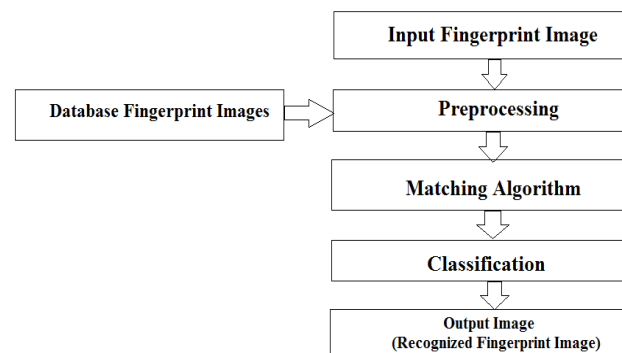 Input Fingerprint Image
Database Fingerprint Images
Preprocessing
Matching Algorithm
Classification
Output Image
(Recognized Fingerprint Image)